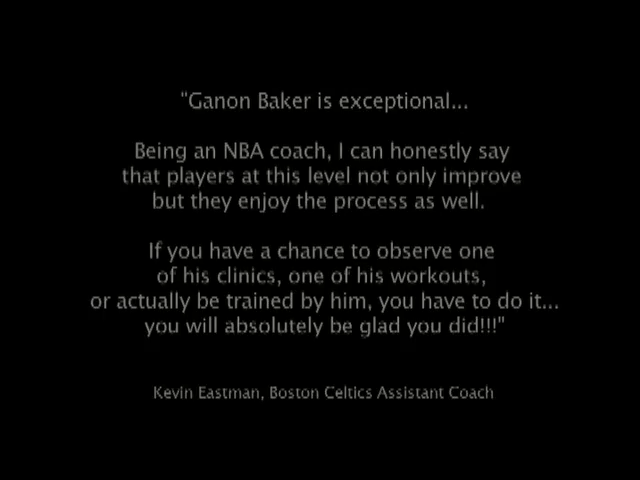 "Ganon Baker is exceptional...
Being an NBA coach, I can honestly say
that players at this level not only improve
but they enjoy the process as well.
If you have a chance to observe one
of his clinics, one of his workouts,
or actually be trained by him, you have to do it...
you will absolutely be glad you did!!!"
Kevin Eastman, Boston Celtics Assistant Coach